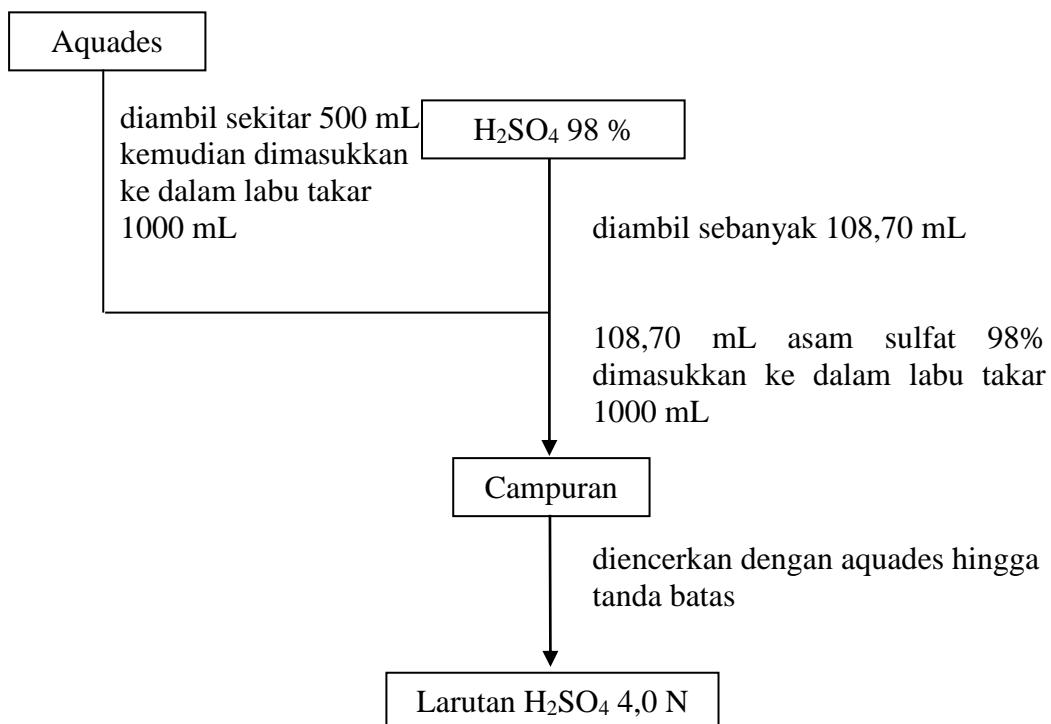 Aquades
diambil sekitar 500 mL
kemudian dimasukkan
ke dalam labu takar
1000 mL
H₂SO₄ 98 %
diambil sebanyak 108,70 mL
108,70 mL asam sulfat 98%
dimasukkan ke dalam labu takar
1000 mL
Campuran
diencerkan dengan aquades hingga
tanda batas
Larutan H₂SO₄ 4,0 N